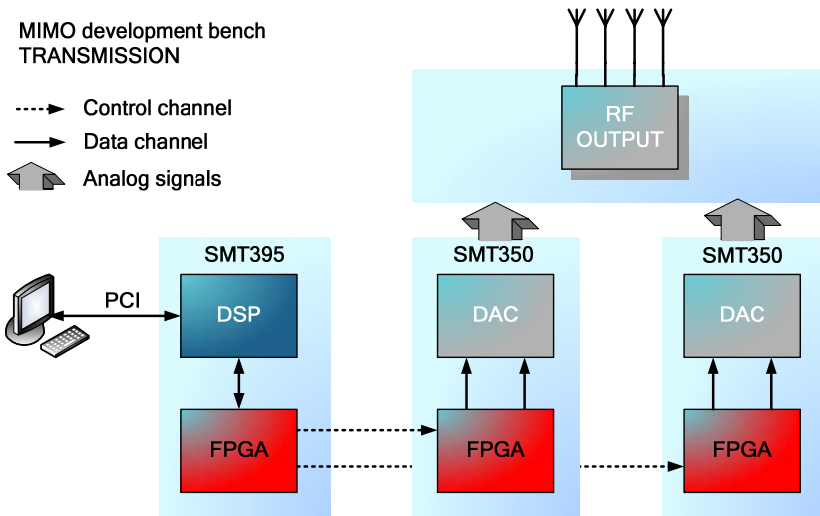 MIMO development bench
TRANSMISSION
Control channel
Data channel
Analog signals
RF
OUTPUT
SMT395
SMT350
SMT350
PCI
DSP
DAC
DAC
FPGA
FPGA
FPGA